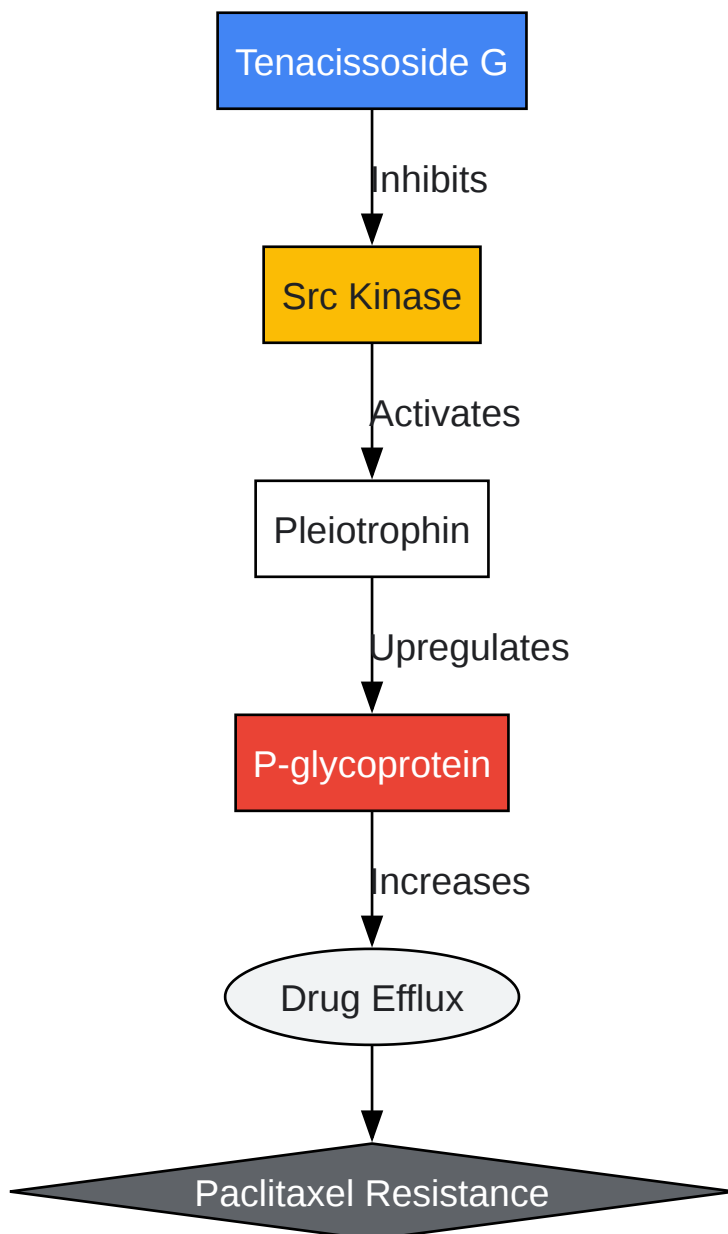 Tenacissoside G
Inhibits
Src Kinase
Activates
Pleiotrophin
Upregulates
P-glycoprotein
Increases
Drug Efflux
Paclitaxel Resistance